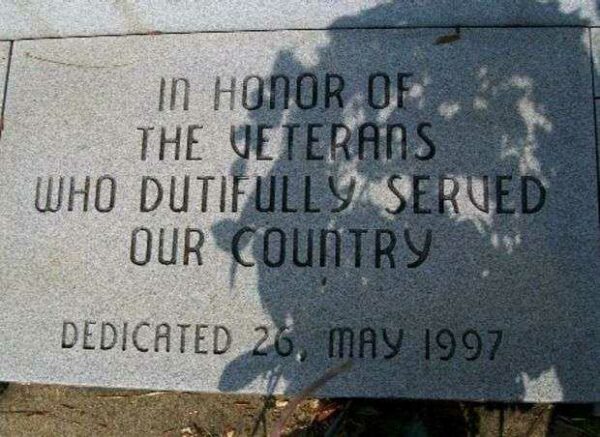 IN HONOR OF
THE VETERANS
WHO DUTIFULLY SERVED
OUR COUNTRY
DEDICATED 26, MAY 1997